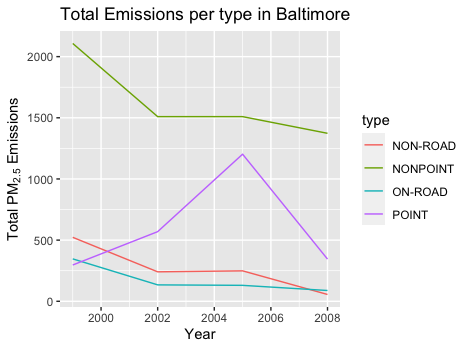 Total Emissions per type in Baltimore
Total PM2.5 Emissions
2000
1500
1000
500
0
2000 2002 2004 2006 2008
Year
type
NON-ROAD
NONPOINT
ON-ROAD
POINT